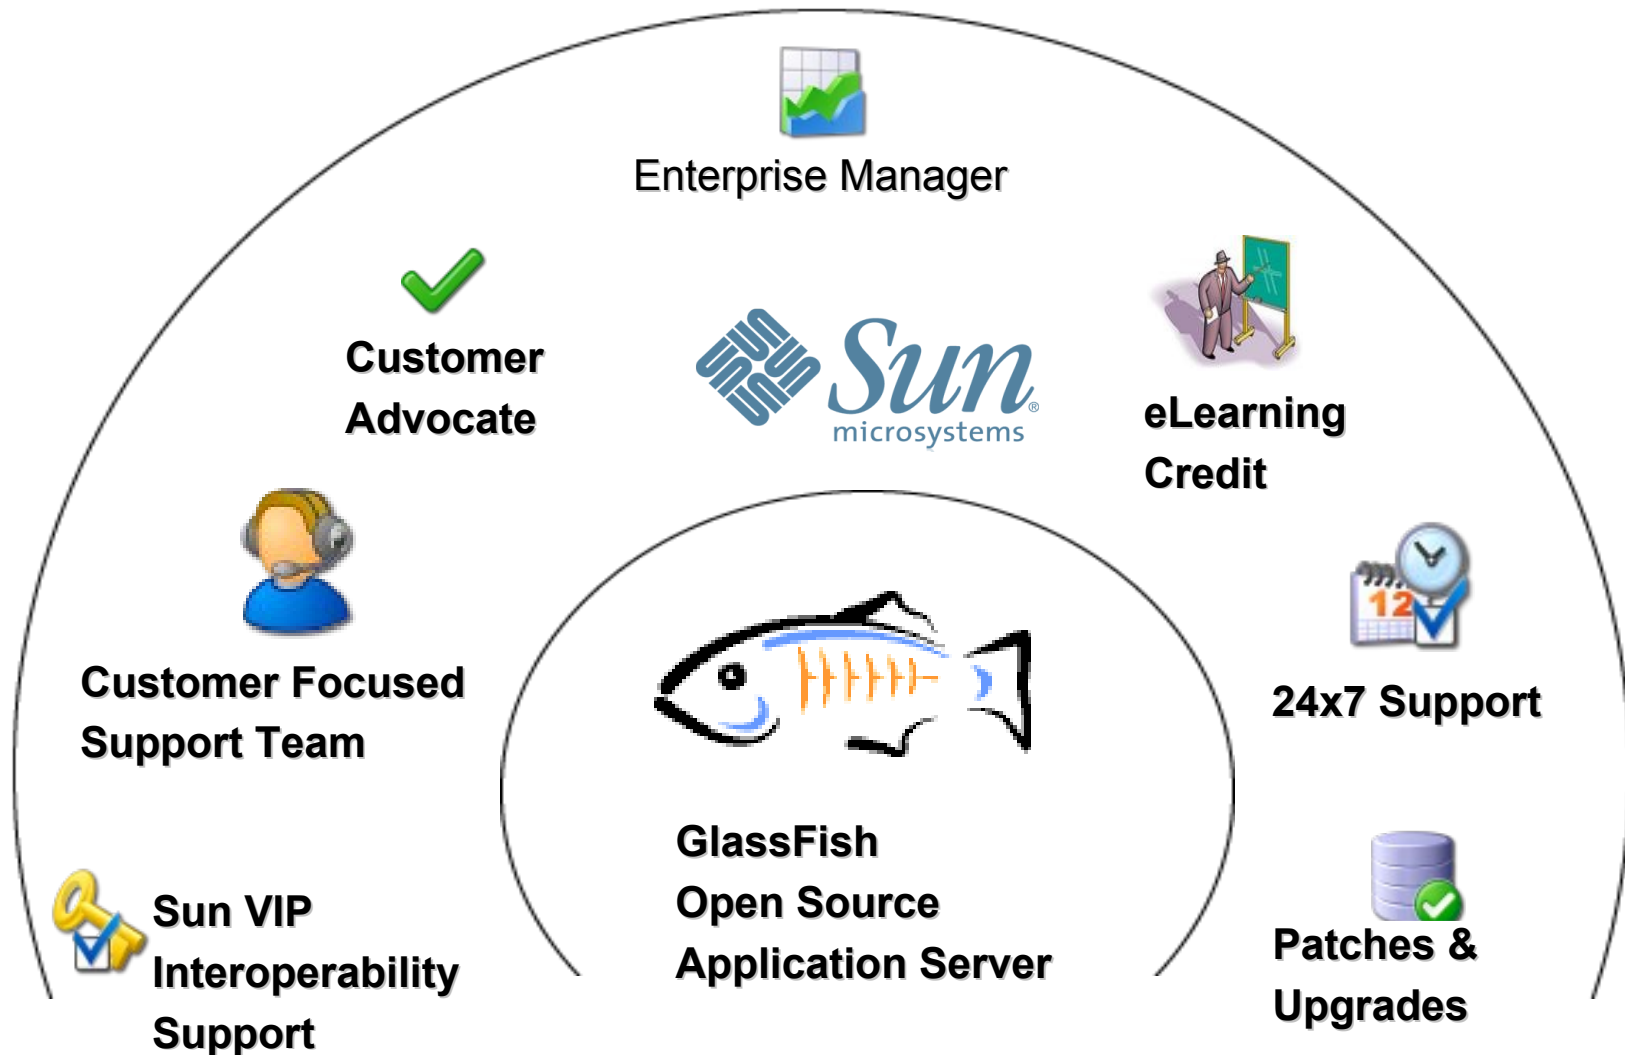 Enterprise Manager
Customer
Advocate
Sun®
microsystems
eLearning
Credit
Customer Focused
Support Team
12
24x7 Support
GlassFish
Open Source
Application Server
Sun VIP
Interoperability
Support
Patches &
Upgrades